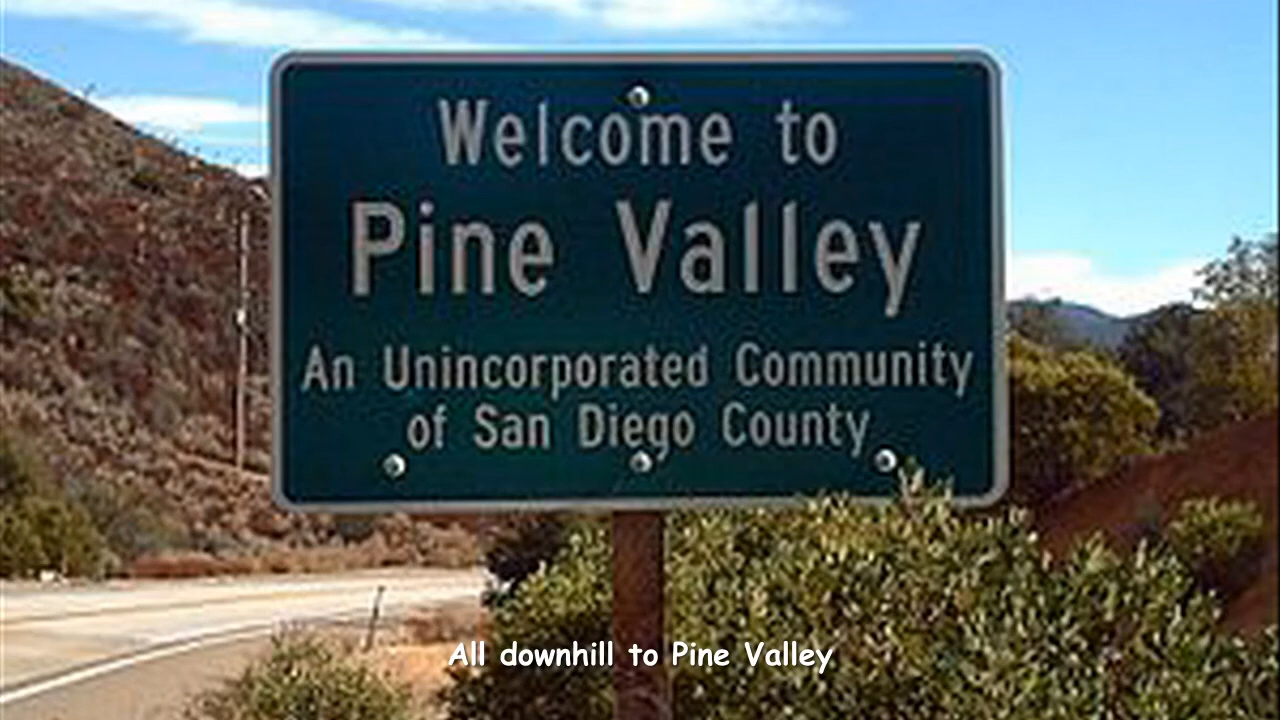 Welcome to
Pine Valley
An Unincorporated Community
of San Diego County
All downhill to Pine Valley